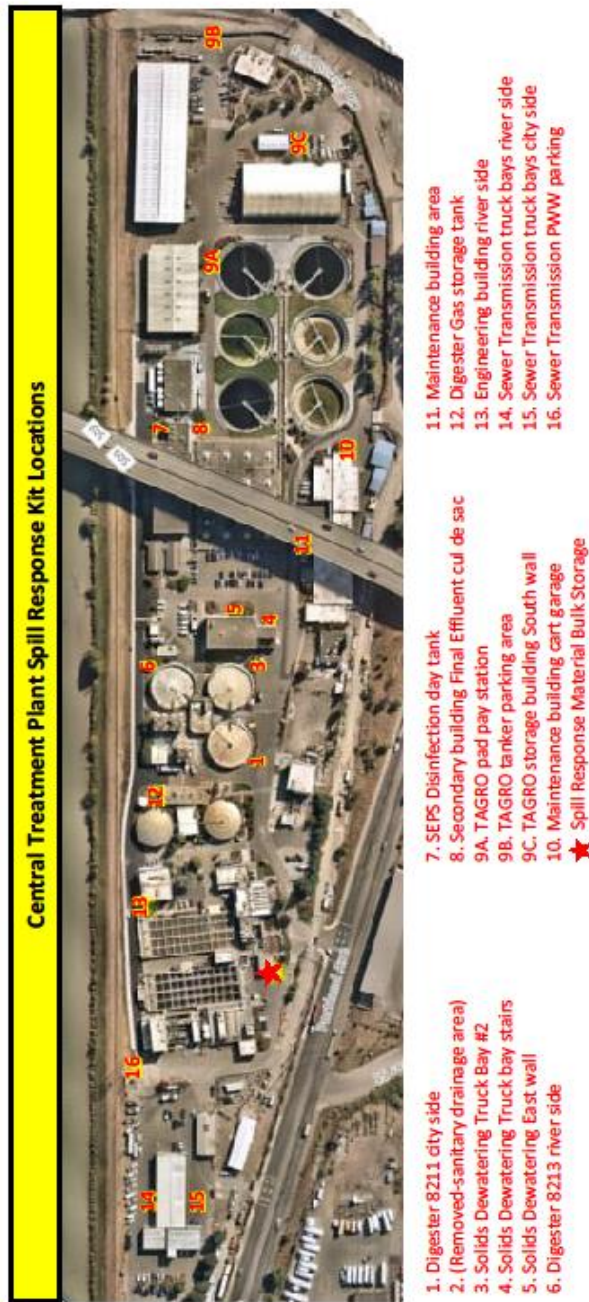 Central Treatment Plant Spill Response Kit Locations
9B
9C
9A
7
8
509
509
10
11
5
4
6
3
1
12
13
16
14
15
1. Digester 8211 city side
2. (Removed-sanitary drainage area)
3. Solids Dewatering Truck Bay #2
4. Solids Dewatering Truck bay stairs
5. Solids Dewatering East wall
6. Digester 8213 river side
7. SEPS Disinfection day tank
8. Secondary building Final Effluent cul de sac
9A. TAGRO pad pay station
9B. TAGRO tanker parking area
9C. TAGRO storage building South wall
10. Maintenance building cart garage
Spill Response Material Bulk Storage
11. Maintenance building area
12. Digester Gas storage tank
13. Engineering building river side
14. Sewer Transmission truck bays river side
15. Sewer Transmission truck bays city side
16. Sewer Transmission PWW parking